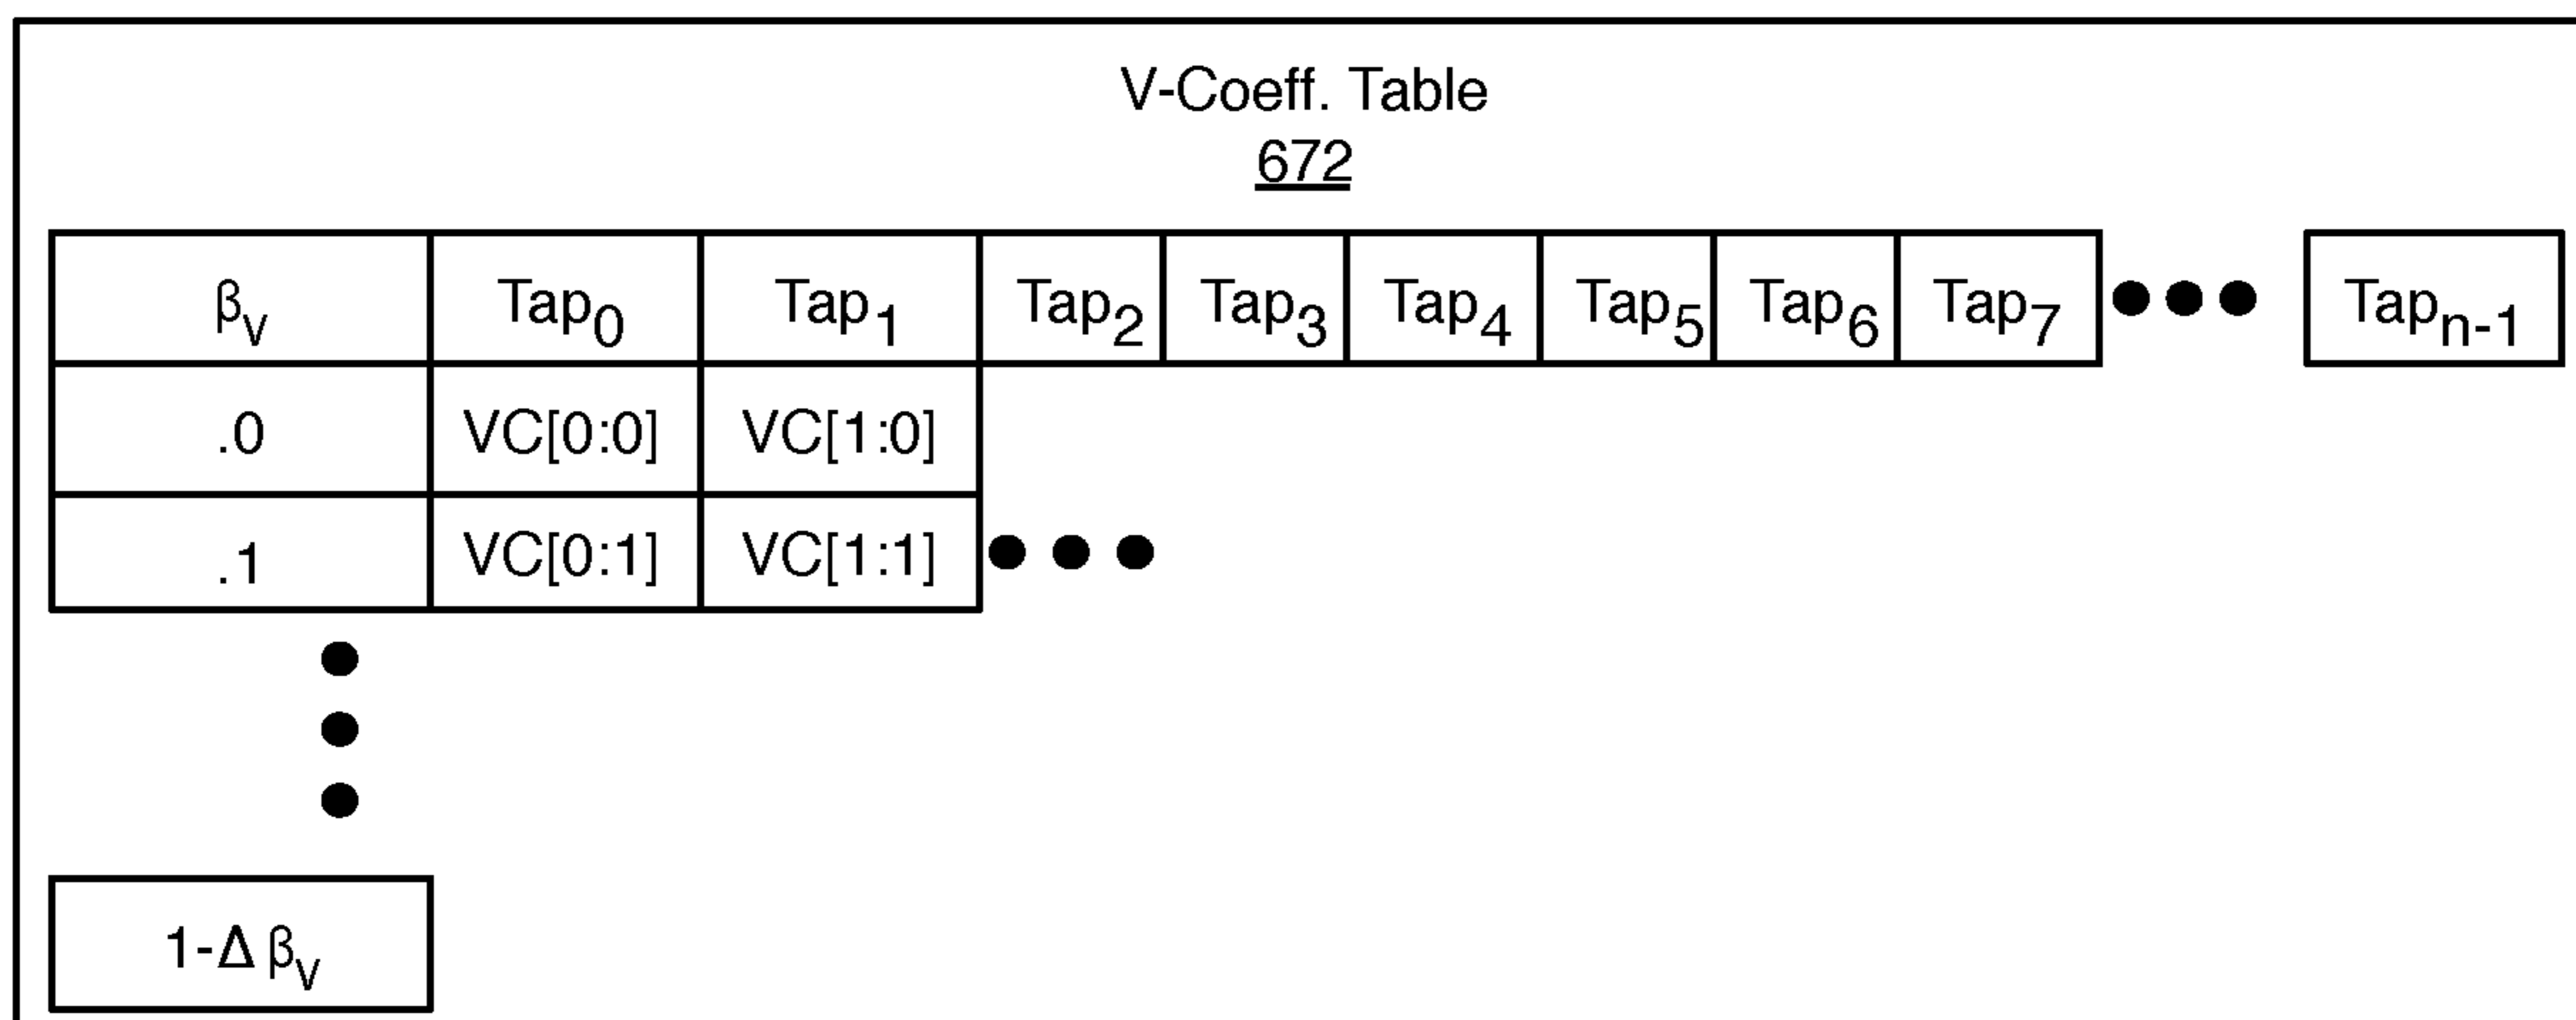 V-Coeff. Table
672
βV Tap0 Tap1 Tap2 Tap3 Tap4 Tap5 Tap6 Tap7 Tapn-1
.0 VC[0:0] VC[1:0]
.1 VC[0:1] VC[1:1]
1-Δ βV